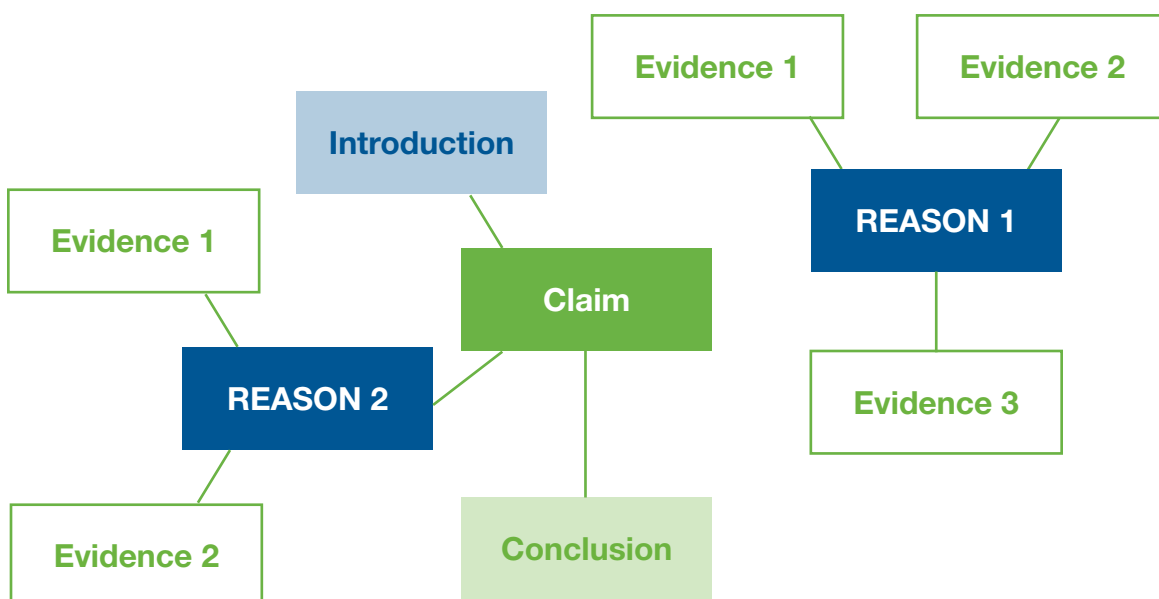 Evidence 1
Evidence 2
Introduction
REASON 1
Evidence 1
Claim
REASON 2
Evidence 3
Evidence 2
Conclusion